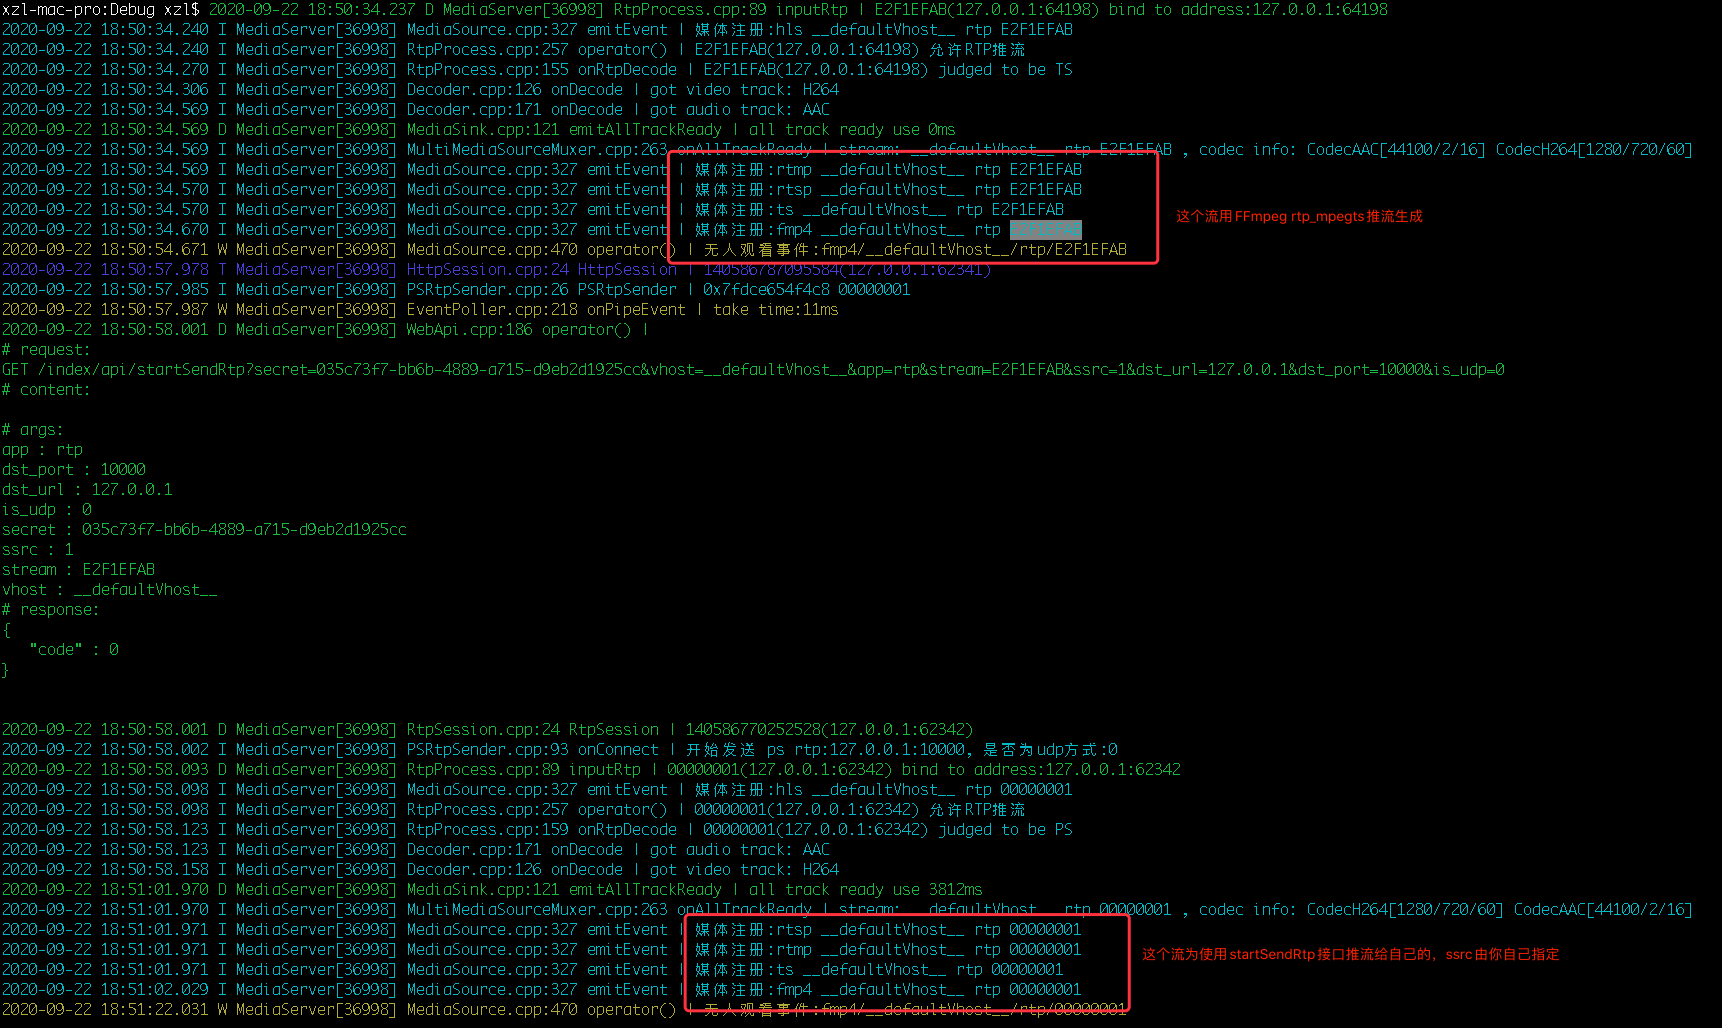 xzl-mac-pro:Debug xzl$ 2020-09-22 18:50:34.237 D MediaServer[36998] RtpProcess.cpp:89 inputRtp | E2F1EFAB(127.0.0.1:64198) bind to address:127.0.0.1:64198
2020-09-22 18:50:34.240 I MediaServer[36998] MediaSource.cpp:327 emitEvent | 媒体注册:hls __defaultVhost__ rtp E2F1EFAB
2020-09-22 18:50:34.240 I MediaServer[36998] RtpProcess.cpp:257 operator() | E2F1EFAB(127.0.0.1:64198) 允许RTP推流
2020-09-22 18:50:34.270 I MediaServer[36998] RtpProcess.cpp:155 onRtpDecode | E2F1EFAB(127.0.0.1:64198) judged to be TS
2020-09-22 18:50:34.306 I MediaServer[36998] Decoder.cpp:126 onDecode | got video track: H264
2020-09-22 18:50:34.569 I MediaServer[36998] Decoder.cpp:171 onDecode | got audio track: AAC
2020-09-22 18:50:34.569 D MediaServer[36998] MediaSink.cpp:121 emitAllTrackReady | all track ready use 0ms
2020-09-22 18:50:34.569 I MediaServer[36998] MultiMediaSourceMuxer.cpp:263 onAllTrackReady | stream: __defaultVhost__ rtp E2F1EFAB , codec info: CodecAAC[44100/2/16] CodecH264[1280/720/60]
2020-09-22 18:50:34.569 I MediaServer[36998] MediaSource.cpp:327 emitEvent | 媒体注册:rtmp __defaultVhost__ rtp E2F1EFAB
2020-09-22 18:50:34.570 I MediaServer[36998] MediaSource.cpp:327 emitEvent | 媒体注册:rtsp __defaultVhost__ rtp E2F1EFAB
2020-09-22 18:50:34.570 I MediaServer[36998] MediaSource.cpp:327 emitEvent | 媒体注册:ts __defaultVhost__ rtp E2F1EFAB
这个流用FFmpeg rtp_mpegts推流生成
2020-09-22 18:50:34.670 I MediaServer[36998] MediaSource.cpp:327 emitEvent | 媒体注册:fmp4 __defaultVhost__ rtp E2F1EFAB
2020-09-22 18:50:54.671 W MediaServer[36998] MediaSource.cpp:470 operator() | 无人观看事件:fmp4/__defaultVhost__/rtp/E2F1EFAB
2020-09-22 18:50:57.978 T MediaServer[36998] HttpSession.cpp:24 HttpSession | 140586787095584(127.0.0.1:62341)
2020-09-22 18:50:57.985 I MediaServer[36998] PSRtpSender.cpp:26 PSRtpSender | 0x7fdce654f4c8 00000001
2020-09-22 18:50:57.987 W MediaServer[36998] EventPoller.cpp:218 onPipeEvent | take time:11ms
2020-09-22 18:50:58.001 D MediaServer[36998] WebApi.cpp:186 operator() |
# request:
GET /index/api/startSendRtp?secret=035c73f7-bb6b-4889-a715-d9eb2d1925cc&vhost=__defaultVhost__&app=rtp&stream=E2F1EFAB&ssrc=1&dst_url=127.0.0.1&dst_port=10000&is_udp=0
# content:
# args:
app : rtp
dst_port : 10000
dst_url : 127.0.0.1
is_udp : 0
secret : 035c73f7-bb6b-4889-a715-d9eb2d1925cc
ssrc : 1
stream : E2F1EFAB
vhost : __defaultVhost__
# response:
{
"code" : 0
}
2020-09-22 18:50:58.001 D MediaServer[36998] RtpSession.cpp:24 RtpSession | 140586770252528(127.0.0.1:62342)
2020-09-22 18:50:58.002 I MediaServer[36998] PSRtpSender.cpp:93 onConnect | 开始发送 ps rtp:127.0.0.1:10000, 是否为udp方式:0
2020-09-22 18:50:58.093 D MediaServer[36998] RtpProcess.cpp:89 inputRtp | 00000001(127.0.0.1:62342) bind to address:127.0.0.1:62342
2020-09-22 18:50:58.098 I MediaServer[36998] MediaSource.cpp:327 emitEvent | 媒体注册:hls __defaultVhost__ rtp 00000001
2020-09-22 18:50:58.098 I MediaServer[36998] RtpProcess.cpp:257 operator() | 00000001(127.0.0.1:62342) 允许RTP推流
2020-09-22 18:50:58.123 I MediaServer[36998] RtpProcess.cpp:159 onRtpDecode | 00000001(127.0.0.1:62342) judged to be PS
2020-09-22 18:50:58.123 I MediaServer[36998] Decoder.cpp:171 onDecode | got audio track: AAC
2020-09-22 18:50:58.158 I MediaServer[36998] Decoder.cpp:126 onDecode | got video track: H264
2020-09-22 18:51:01.970 D MediaServer[36998] MediaSink.cpp:121 emitAllTrackReady | all track ready use 3812ms
2020-09-22 18:51:01.970 I MediaServer[36998] MultiMediaSourceMuxer.cpp:263 onAllTrackReady | stream: __defaultVhost__ rtp 00000001 , codec info: CodecH264[1280/720/60] CodecAAC[44100/2/16]
2020-09-22 18:51:01.971 I MediaServer[36998] MediaSource.cpp:327 emitEvent | 媒体注册:rtsp __defaultVhost__ rtp 00000001
2020-09-22 18:51:01.971 I MediaServer[36998] MediaSource.cpp:327 emitEvent | 媒体注册:rtmp __defaultVhost__ rtp 00000001
这个流为使用startSendRtp接口推流给自己的，ssrc由你自己指定
2020-09-22 18:51:01.971 I MediaServer[36998] MediaSource.cpp:327 emitEvent | 媒体注册:ts __defaultVhost__ rtp 00000001
2020-09-22 18:51:02.029 I MediaServer[36998] MediaSource.cpp:327 emitEvent | 媒体注册:fmp4 __defaultVhost__ rtp 00000001
2020-09-22 18:51:22.031 W MediaServer[36998] MediaSource.cpp:470 operator() | 无人观看事件:fmp4/__defaultVhost__/rtp/00000001